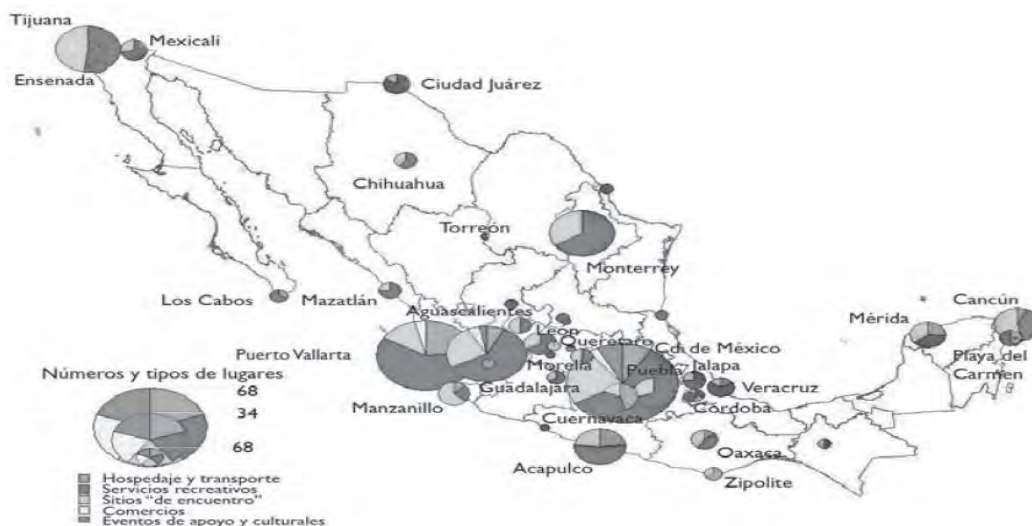 Tijuana
Mexicali
Ensenada
Ciudad Juárez
Chihuahua
Torreón
Monterrey
Los Cabos
Mazatlán
Aguascalientes
León
Querétaro
Cd. de México
Puerto Vallarta
Morelia
Puebla
Jalapa
Guadalajara
Veracruz
Manzanillo
Córdoba
Cuernavaca
Acapulco
Oaxaca
Zipolite
Mérida
Cancún
Playa del
Carmen
Números y tipos de lugares
68
34
68
Hospedaje y transporte
Servicios recreativos
Sitios "de encuentro"
Comercios
Eventos de apoyo y culturales